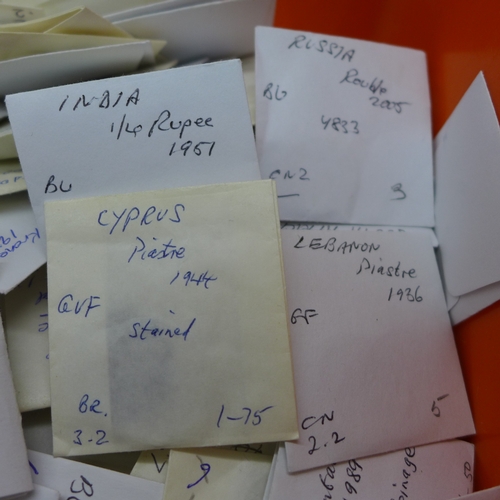 INDIA
1/4 Rupee
1951
BU
RUSSIA
Rouble
2005
BU
4833
CN2
3
CYPRUS
Piastre
1944
GVF
stained
BR.
3-2
1-75
LEBANON
Piastre
1936
GF
CN
2.2
5